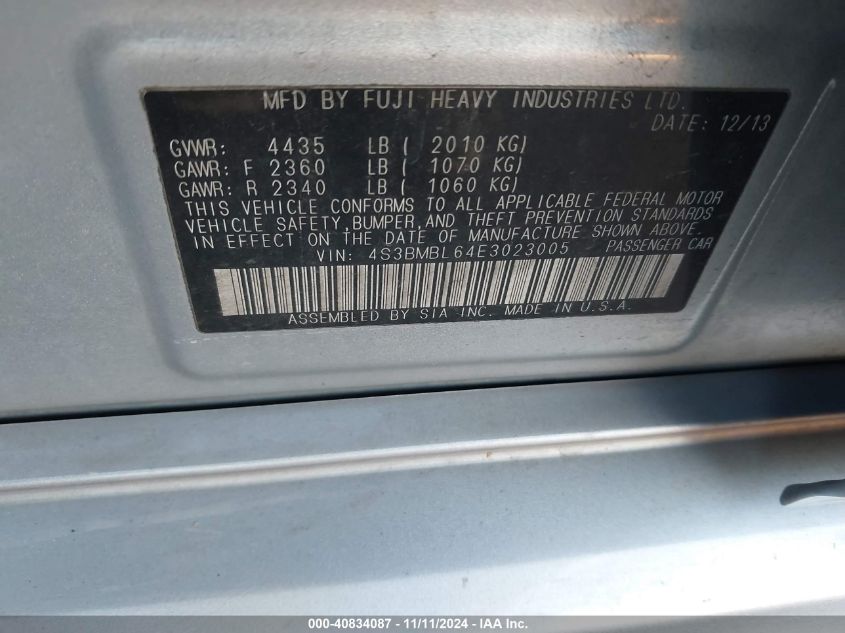 MFD BY FUJI HEAVY INDUSTRIES LTD.
DATE: 12/13
GVWR: 4435 LB ( 2010 KG)
GAWR: F 2360 LB ( 1070 KG)
GAWR: R 2340 LB ( 1060 KG)
THIS VEHICLE CONFORMS TO ALL APPLICABLE FEDERAL MOTOR
VEHICLE SAFETY, BUMPER, AND THEFT PREVENTION STANDARDS
IN EFFECT ON THE DATE OF MANUFACTURE SHOWN ABOVE.
VIN: 4S3BMBL64E3023005 PASSENGER CAR
ASSEMBLED BY SIA INC. MADE IN U.S.A.
000-40834087 - 11/11/2024 - IAA Inc.